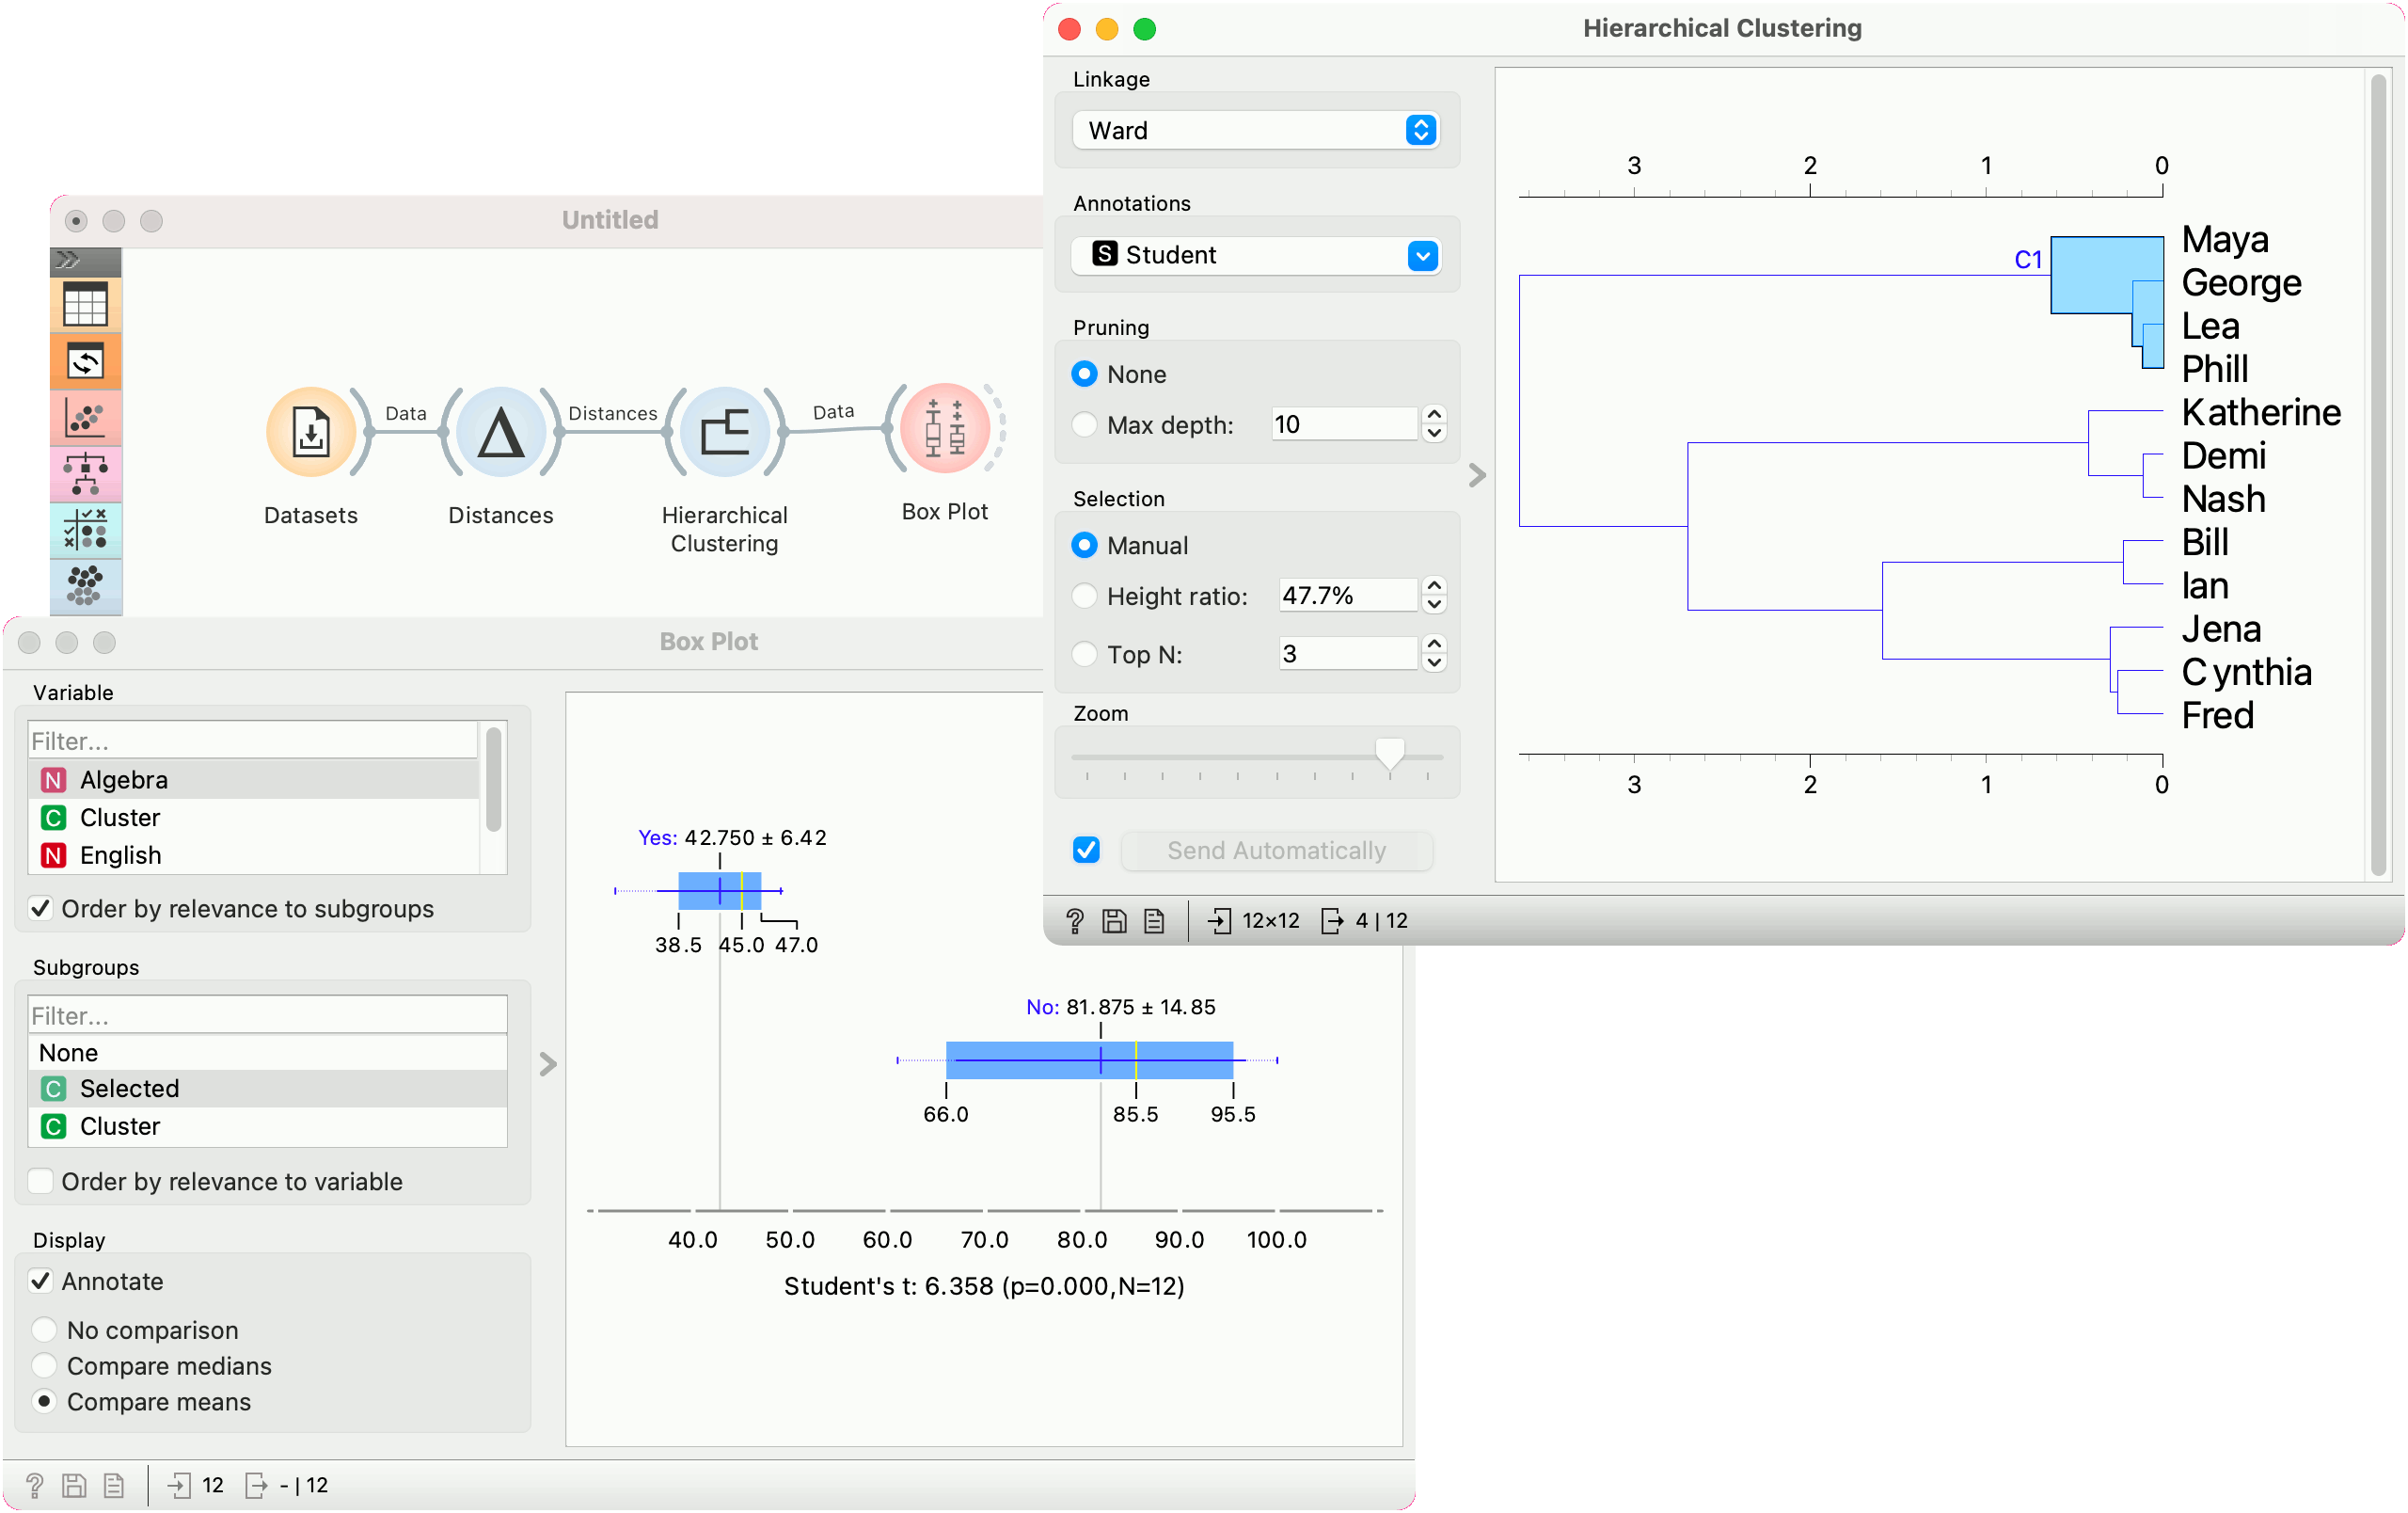 Hierarchical Clustering
Linkage
Ward
Annotations
S Student
Pruning
None
Max depth: 10
Selection
Manual
Height ratio: 47.7%
Top N: 3
Zoom
Send Automatically
12×12 4 | 12
3 2 1 0
C1
Maya
George
Lea
Phill
Katherine
Demi
Nash
Bill
Ian
Jena
Cynthia
Fred
3 2 1 0
Untitled
Data Distances Data
Datasets Distances Hierarchical Clustering Box Plot
Box Plot
Variable
Filter...
N Algebra
C Cluster
N English
Order by relevance to subgroups
Subgroups
Filter...
None
C Selected
C Cluster
Order by relevance to variable
Display
Annotate
No comparison
Compare medians
Compare means
12 - | 12
Yes: 42.750 ± 6.42
38.5 45.0 47.0
No: 81.875 ± 14.85
66.0 85.5 95.5
40.0 50.0 60.0 70.0 80.0 90.0 100.0
Student's t: 6.358 (p=0.000,N=12)